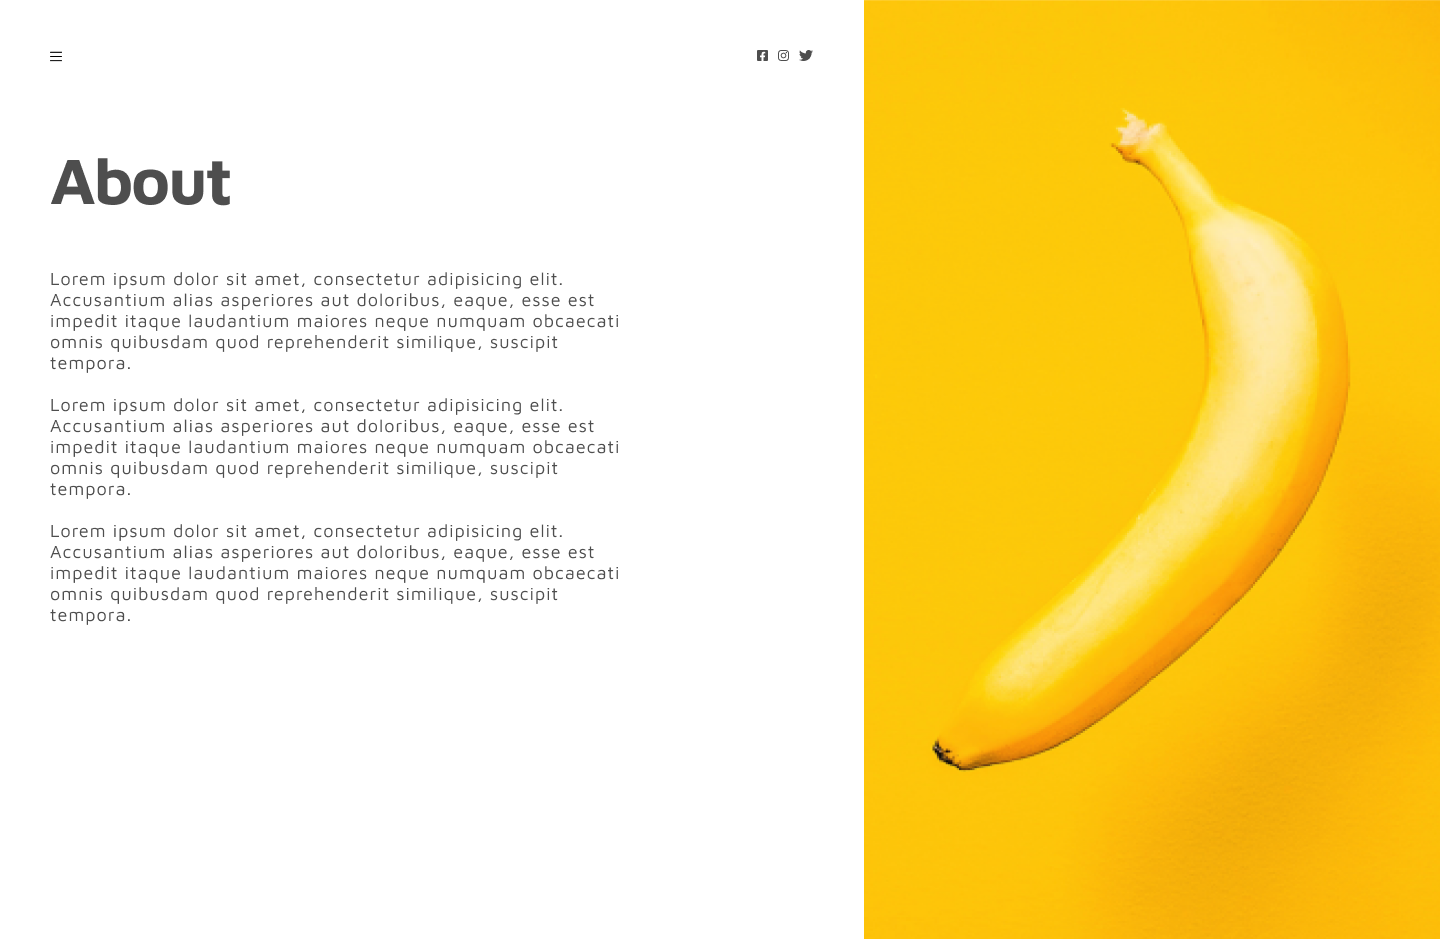 About
Lorem ipsum dolor sit amet, consectetur adipisicing elit.
Accusantium alias asperiores aut doloribus, eaque, esse est
impedit itaque laudantium maiores neque numquam obcaecati
omnis quibusdam quod reprehenderit similique, suscipit
tempora.
Lorem ipsum dolor sit amet, consectetur adipisicing elit.
Accusantium alias asperiores aut doloribus, eaque, esse est
impedit itaque laudantium maiores neque numquam obcaecati
omnis quibusdam quod reprehenderit similique, suscipit
tempora.
Lorem ipsum dolor sit amet, consectetur adipisicing elit.
Accusantium alias asperiores aut doloribus, eaque, esse est
impedit itaque laudantium maiores neque numquam obcaecati
omnis quibusdam quod reprehenderit similique, suscipit
tempora.